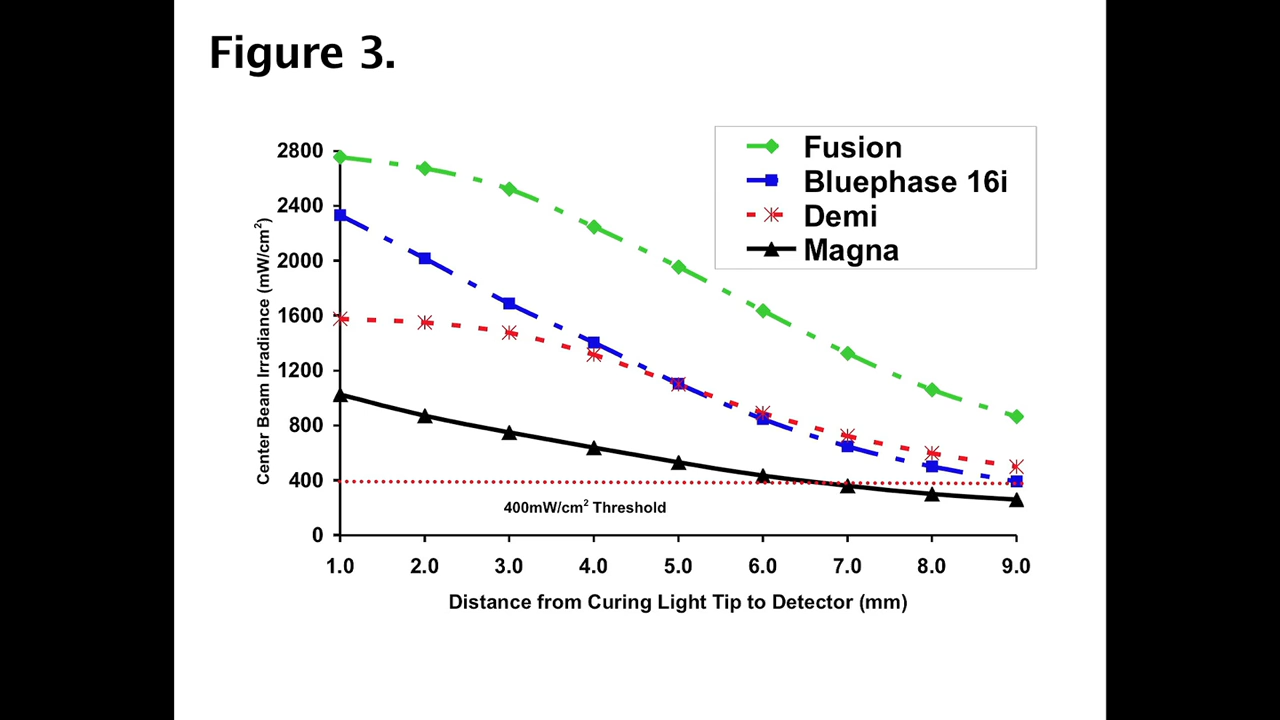 Figure 3.
Fusion
Bluephase 16i
Demi
Magna
Center Beam Irradiance (mW/cm²)
2800
2400
2000
1600
1200
800
400
0
400mW/cm² Threshold
1.0 2.0 3.0 4.0 5.0 6.0 7.0 8.0 9.0
Distance from Curing Light Tip to Detector (mm)